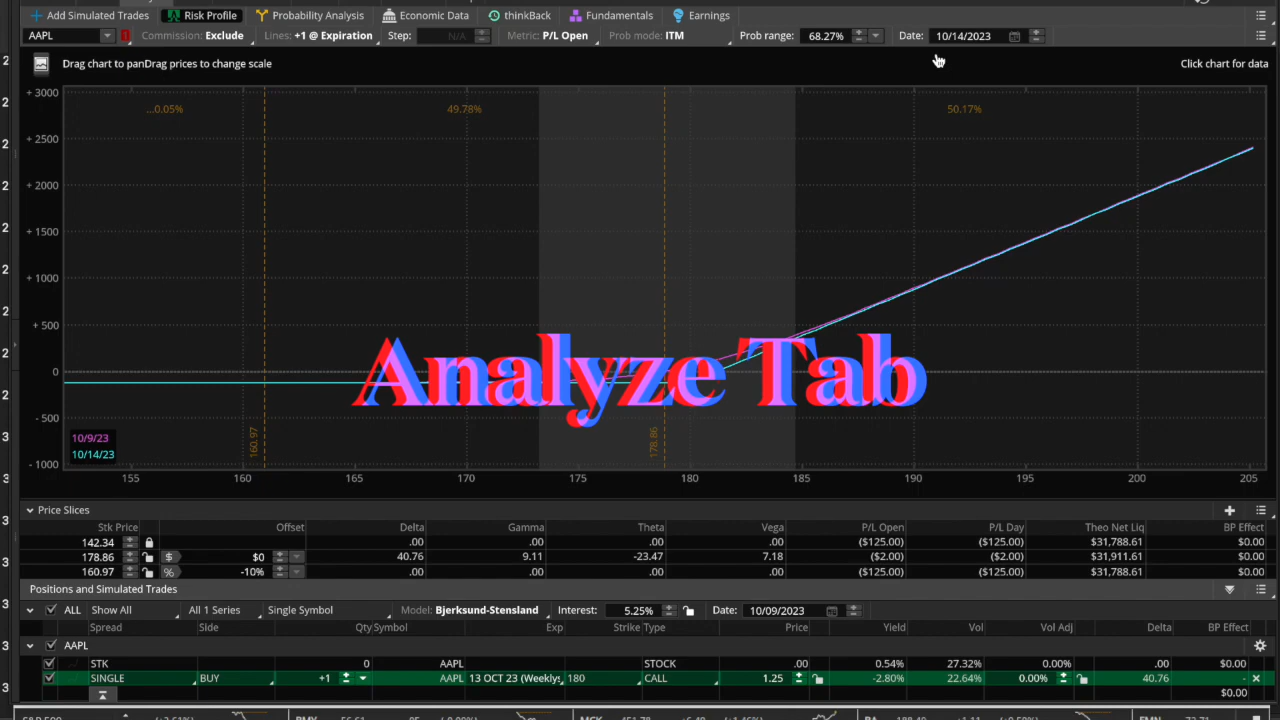 Add Simulated Trades Risk Profile Probability Analysis Economic Data thinkBack Fundamentals Earnings
AAPL Commission: Exclude Lines: +1 @ Expiration Step: N/A Metric: P/L Open Prob mode: ITM Prob range: 68.27% Date: 10/14/2023
Drag chart to panDrag prices to change scale Click chart for data
+ 3000
...0.05% 49.78% 50.17%
+ 2500
+ 2000
+ 1500
+ 1000
+ 500
0
Analyze Tab
- 500
10/9/23
10/14/23
160.97
178.86
- 1000
155 160 165 170 175 180 185 190 195 200 205
Price Slices
Stk Price Offset Delta Gamma Theta Vega P/L Open P/L Day Theo Net Liq BP Effect
142.34 .00 .00 .00 .00 ($125.00) ($125.00) $31,788.61 $0.00
178.86 $ $0 40.76 9.11 -23.47 7.18 ($2.00) ($2.00) $31,911.61 $0.00
160.97 % -10% .00 .00 .00 .00 ($125.00) ($125.00) $31,788.61 $0.00
Positions and Simulated Trades
ALL Show All All 1 Series Single Symbol Model: Bjerksund-Stensland Interest: 5.25% Date: 10/09/2023
Spread Side Qty Symbol Exp Strike Type Price Yield Vol Vol Adj Delta BP Effect
AAPL
STK 0 AAPL STOCK .00 0.54% 27.32% 0.00% .00 $0.00
SINGLE BUY +1 AAPL 13 OCT 23 (Weekly 180 CALL 1.25 -2.80% 22.64% 0.00% 40.76 -
$0.00